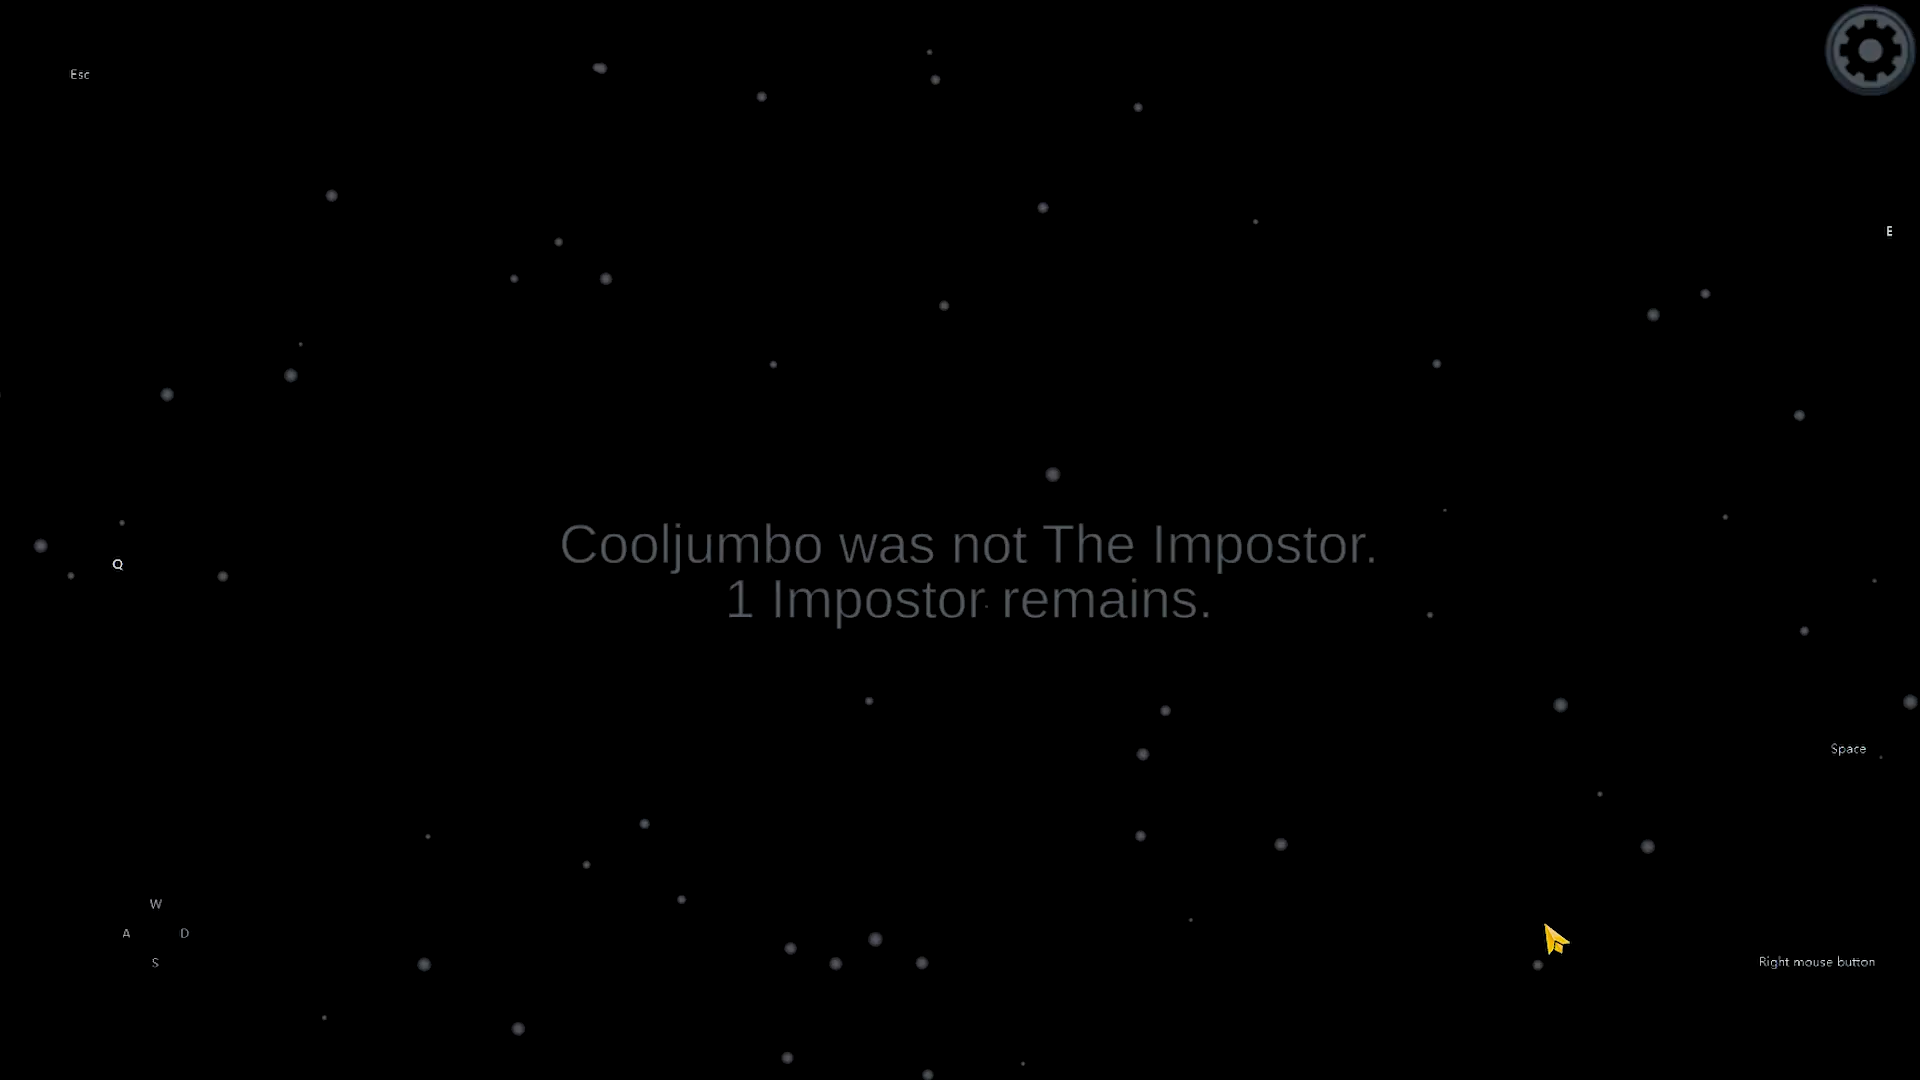 Esc
E
Cooljumbo was not The Impostor.
1 Impostor remains.
Q
Space
W
A D
S
Right mouse button